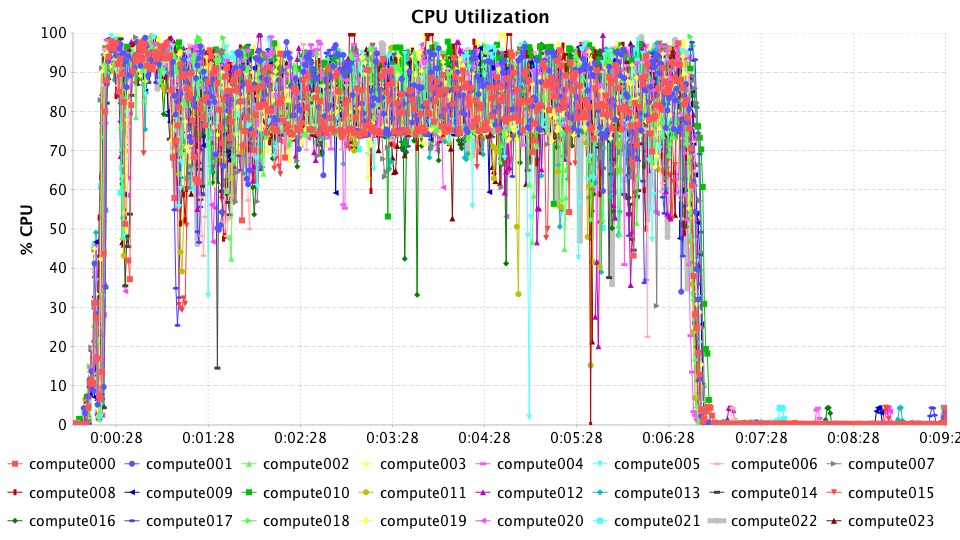 CPU Utilization
100
90
80
70
60
50
40
30
20
10
0
% CPU
0:00:28 0:01:28 0:02:28 0:03:28 0:04:28 0:05:28 0:06:28 0:07:28 0:08:28 0:09:2
compute000 compute001 compute002 compute003 compute004 compute005 compute006 compute007
compute008 compute009 compute010 compute011 compute012 compute013 compute014 compute015
compute016 compute017 compute018 compute019 compute020 compute021 compute022 compute023